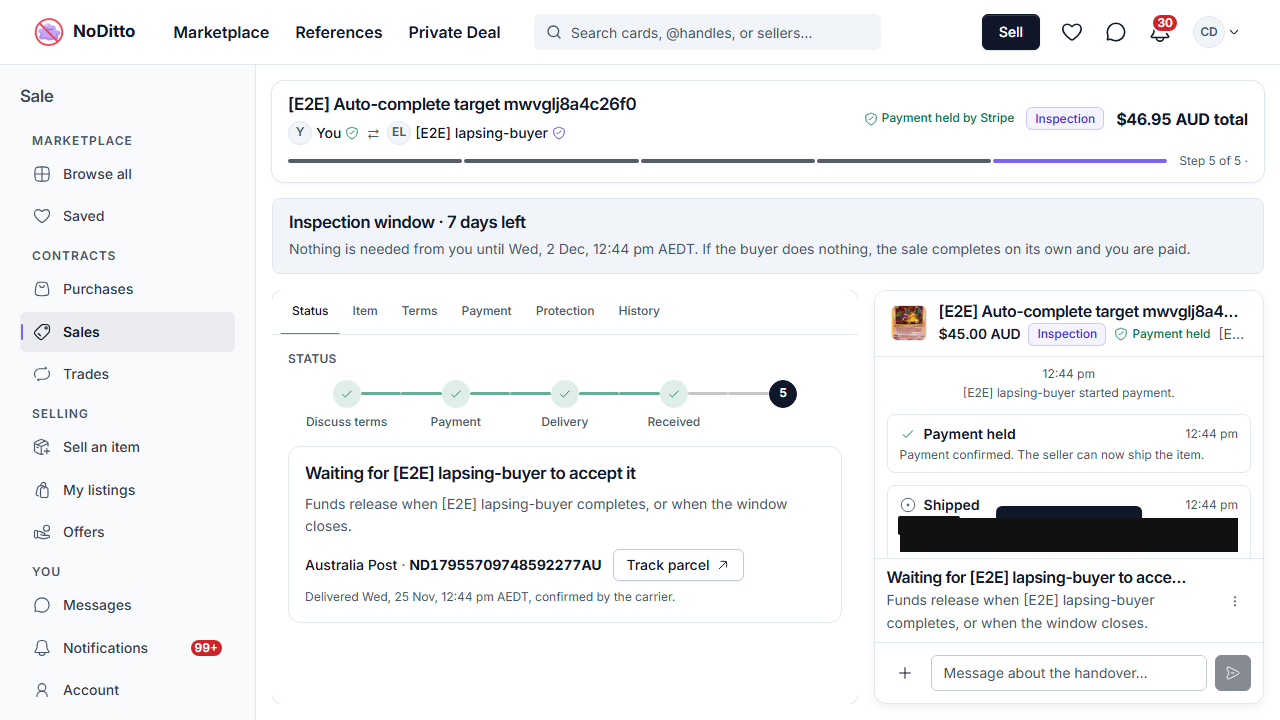 NoDitto
Marketplace
References
Private Deal
Search cards, @handles, or sellers...
Sell
30
CD
Sale
MARKETPLACE
Browse all
Saved
CONTRACTS
Purchases
Sales
Trades
SELLING
Sell an item
My listings
Offers
YOU
Messages
Notifications
99+
Account
[E2E] Auto-complete target mwvglj8a4c26f0
Y You EL [E2E] lapsing-buyer
Payment held by Stripe
Inspection
$46.95 AUD total
Step 5 of 5 ·
Inspection window · 7 days left
Nothing is needed from you until Wed, 2 Dec, 12:44 pm AEDT. If the buyer does nothing, the sale completes on its own and you are paid.
Status
Item
Terms
Payment
Protection
History
STATUS
5
Discuss terms
Payment
Delivery
Received
Waiting for [E2E] lapsing-buyer to accept it
Funds release when [E2E] lapsing-buyer completes, or when the window
closes.
Australia Post · ND17955709748592277AU
Track parcel
Delivered Wed, 25 Nov, 12:44 pm AEDT, confirmed by the carrier.
[E2E] Auto-complete target mwvglj8a4...
$45.00 AUD
Inspection
Payment held
[E...
12:44 pm
[E2E] lapsing-buyer started payment.
Payment held
12:44 pm
Payment confirmed. The seller can now ship the item.
Shipped
12:44 pm
Waiting for [E2E] lapsing-buyer to acce...
Funds release when [E2E] lapsing-buyer
completes, or when the window closes.
Message about the handover...